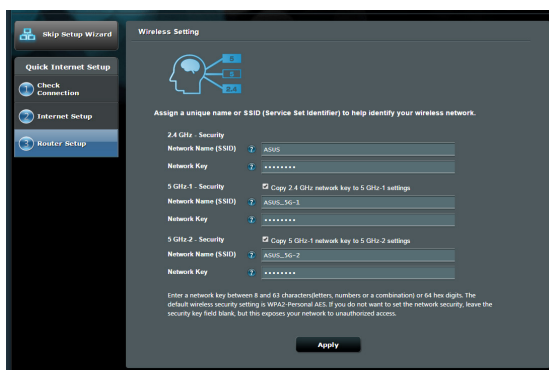 Skip Setup Wizard
Quick Internet Setup
1 Check
Connection
2 Internet Setup
3 Router Setup
Wireless Setting
5
5
2.4
Assign a unique name or SSID (Service Set Identifier) to help identify your wireless network.
2.4 GHz - Security
Network Name (SSID) ? ASUS
Network Key ? ••••••••
5 GHz-1 - Security Copy 2.4 GHz network key to 5 GHz-1 settings
Network Name (SSID) ? ASUS_5G-1
Network Key ? ••••••••
5 GHz-2 - Security Copy 5 GHz-1 network key to 5 GHz-2 settings
Network Name (SSID) ? ASUS_5G-2
Network Key ? ••••••••
Enter a network key between 8 and 63 characters(letters, numbers or a combination) or 64 hex digits. The
default wireless security setting is WPA2-Personal AES. If you do not want to set the network security, leave the
security key field blank, but this exposes your network to unauthorized access.
Apply